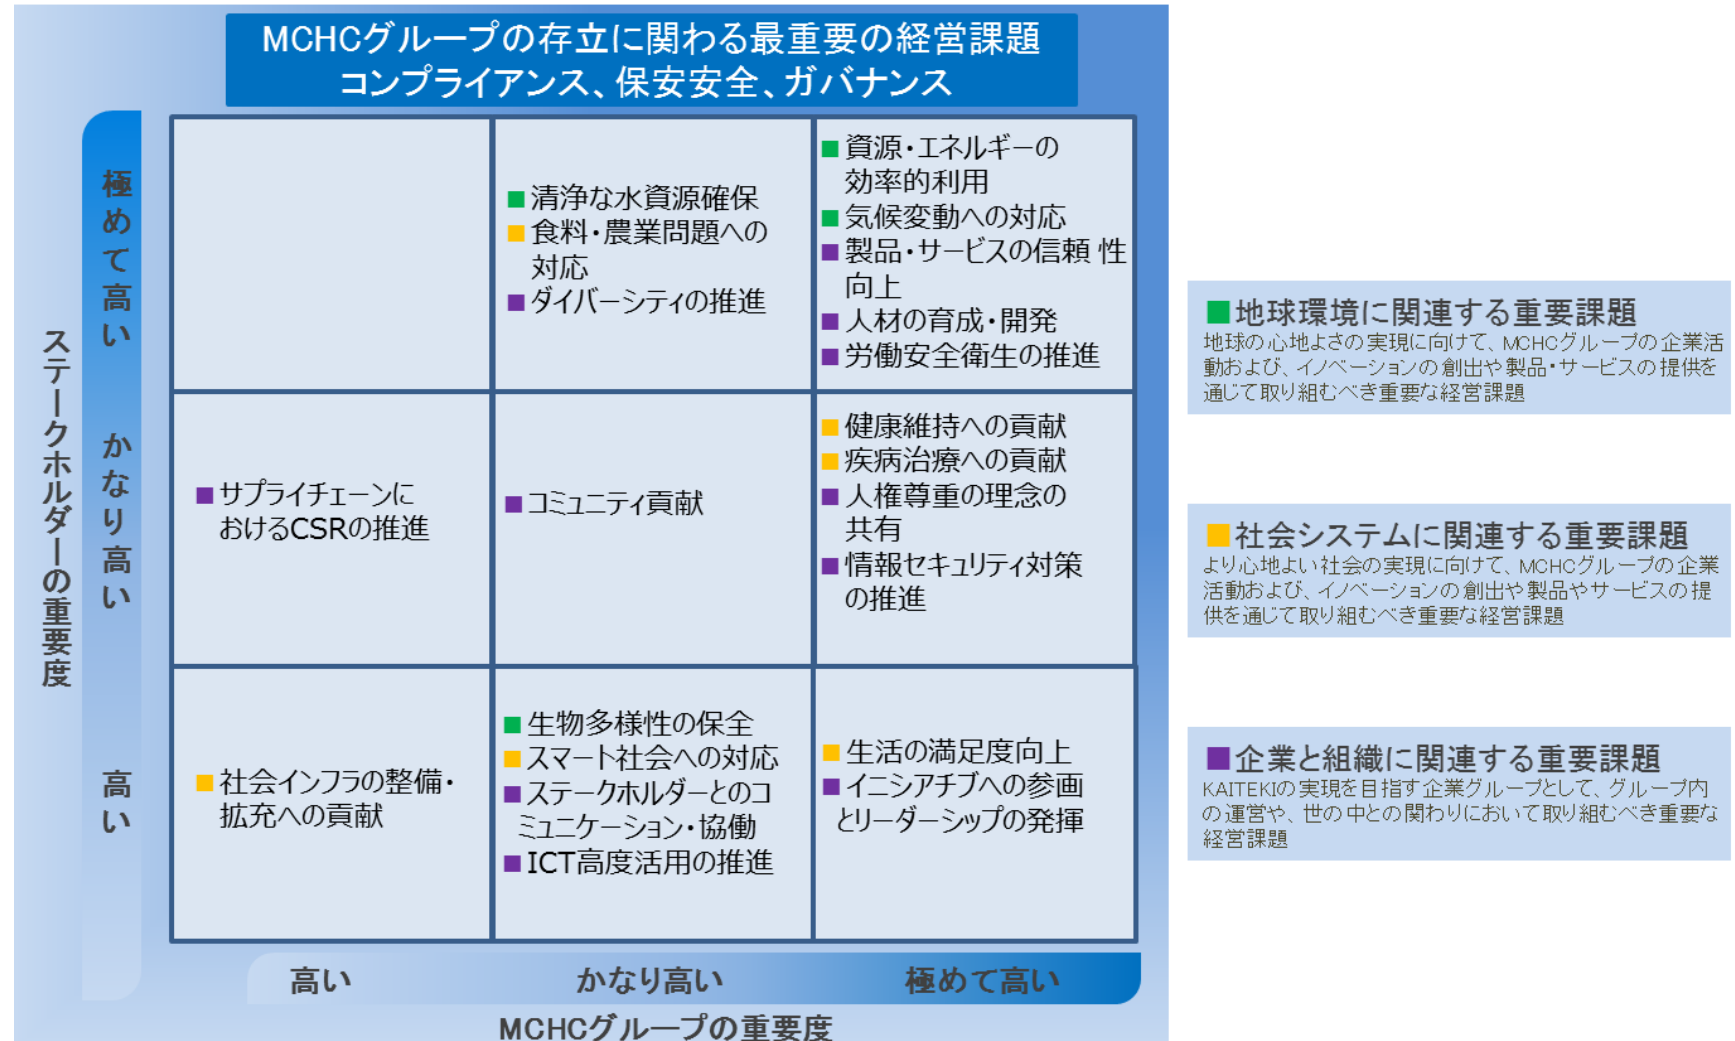 MCHCグループの存立に関わる最重要の経営課題
コンプライアンス、保安安全、ガバナンス
ステークホルダーの重要度
極めて高い
かなり高い
高い
■清浄な水資源確保
■食料・農業問題への
対応
■ダイバーシティの推進
■資源・エネルギーの
効率的利用
■気候変動への対応
■製品・サービスの信頼 性
向上
■人材の育成・開発
■労働安全衛生の推進
■サプライチェーンに
おけるCSRの推進
■コミュニティ貢献
■健康維持への貢献
■疾病治療への貢献
■人権尊重の理念の
共有
■情報セキュリティ対策
の推進
■社会インフラの整備・
拡充への貢献
■生物多様性の保全
■スマート社会への対応
■ステークホルダーとのコ
ミュニケーション・協働
■ICT高度活用の推進
■生活の満足度向上
■イニシアチブへの参画
とリーダーシップの発揮
高い
かなり高い
極めて高い
MCHCグループの重要度
■地球環境に関連する重要課題
地球の心地よさの実現に向けて、MCHCグループの企業活
動および、イノベーションの創出や製品・サービスの提供を
通じて取り組むべき重要な経営課題
■社会システムに関連する重要課題
より心地よい社会の実現に向けて、MCHCグループの企業
活動および、イノベーションの創出や製品やサービスの提
供を通じて取り組むべき重要な経営課題
■企業と組織に関連する重要課題
KAITEKIの実現を目指す企業グループとして、グループ内
の運営や、世の中との関わりにおいて取り組むべき重要な
経営課題